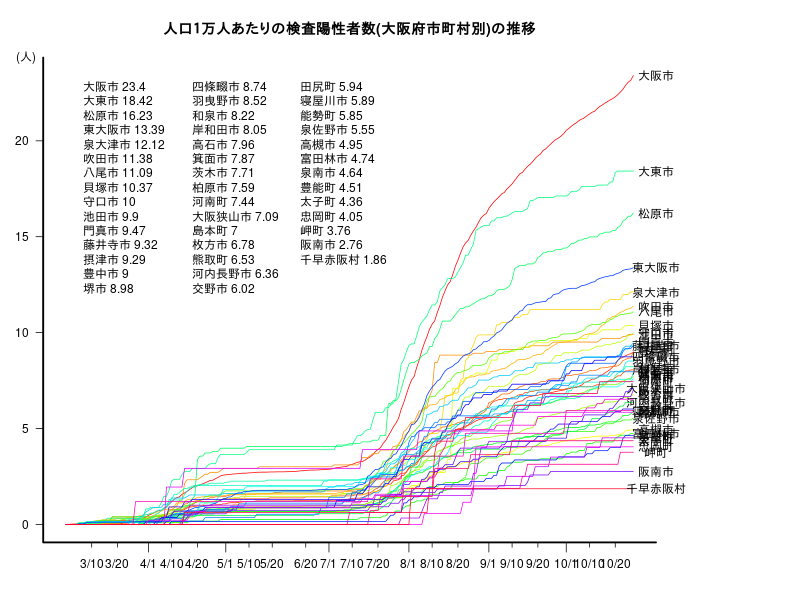 人口1万人あたりの検査陽性者数(大阪府市町村別)の推移
(人)
大阪市 23.4
大東市 18.42
松原市 16.23
東大阪市 13.39
泉大津市 12.12
吹田市 11.38
八尾市 11.09
貝塚市 10.37
守口市 10
池田市 9.9
門真市 9.47
藤井寺市 9.32
摂津市 9.29
豊中市 9
堺市 8.98
四條畷市 8.74
羽曳野市 8.52
和泉市 8.22
岸和田市 8.05
高石市 7.96
箕面市 7.87
茨木市 7.71
柏原市 7.59
河南町 7.44
大阪狭山市 7.09
島本町 7
枚方市 6.78
熊取町 6.53
河内長野市 6.36
交野市 6.02
田尻町 5.94
寝屋川市 5.89
能勢町 5.85
泉佐野市 5.55
高槻市 4.95
富田林市 4.74
泉南市 4.64
豊能町 4.51
太子町 4.36
忠岡町 4.05
岬町 3.76
阪南市 2.76
千早赤阪村 1.86
20
15
10
5
0
大阪市
大東市
松原市
東大阪市
泉大津市
吹田市
八尾市
貝塚市
泉佐野市
岬町
阪南市
千早赤阪村
3/10 3/20 4/1 4/10 4/20 5/1 5/10 5/20 6/20 7/1 7/10 7/20 8/1 8/10 8/20 9/1 9/10 9/20 10/1 10/10 10/20